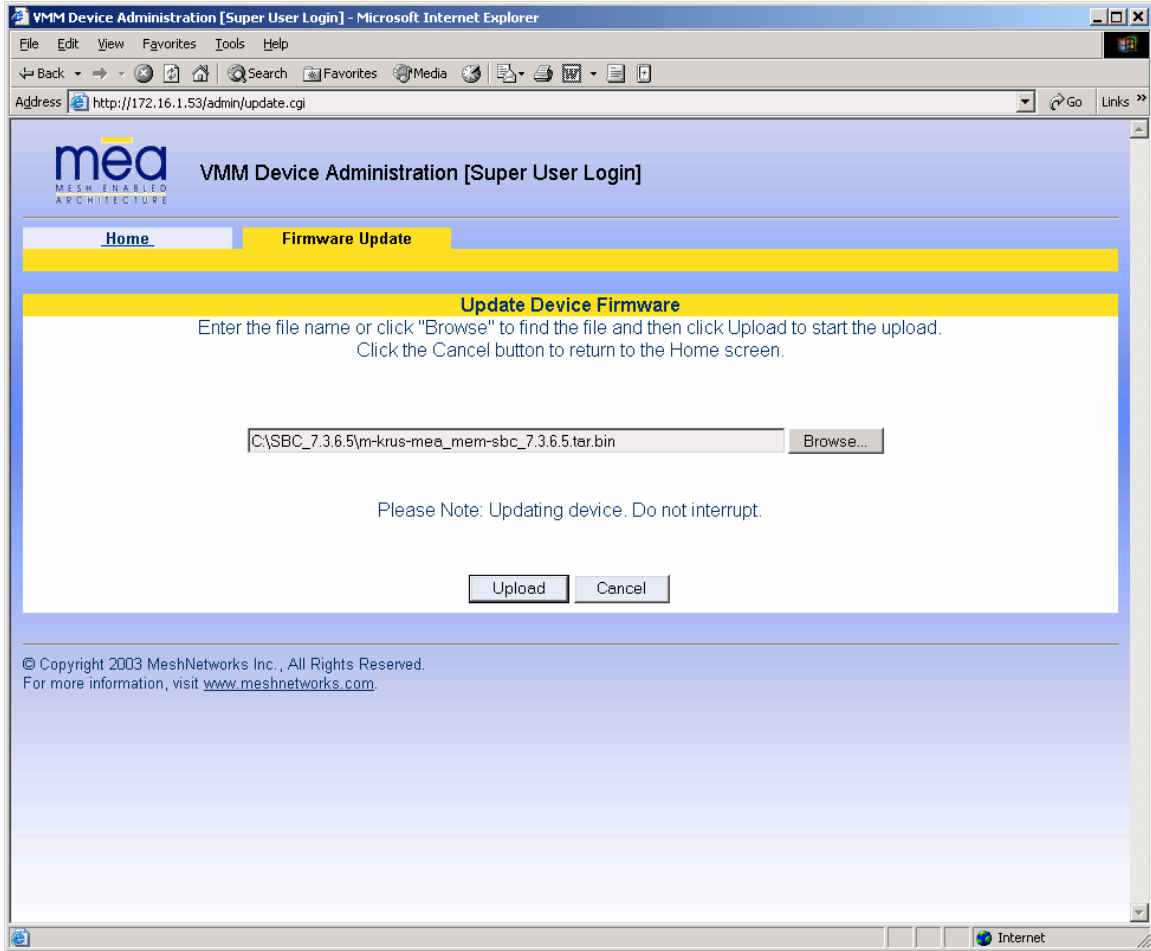 VMM Device Administration [Super User Login] - Microsoft Internet Explorer
File Edit View Favorites Tools Help
Back Search Favorites Media
Address http://172.16.1.53/admin/update.cgi Go Links »
mea
MESH ENABLED
ARCHITECTURE
VMM Device Administration [Super User Login]
Home Firmware Update
Update Device Firmware
Enter the file name or click "Browse" to find the file and then click Upload to start the upload.
Click the Cancel button to return to the Home screen.
C:\SBC_7.3.6.5\m-krus-mea_mem-sbc_7.3.6.5.tar.bin Browse...
Please Note: Updating device. Do not interrupt.
Upload Cancel
© Copyright 2003 MeshNetworks Inc., All Rights Reserved.
For more information, visit www.meshnetworks.com.
Internet